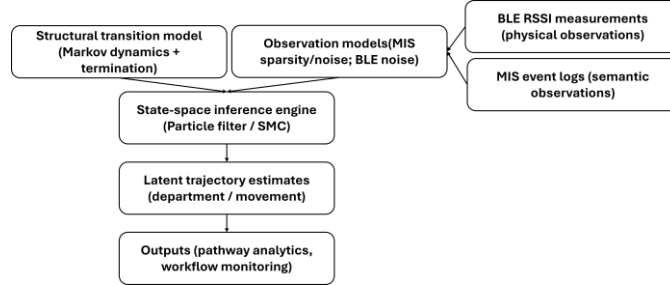 Structural transition model
(Markov dynamics +
termination)
Observation models(MIS
sparsity/noise; BLE noise)
BLE RSSI measurements
(physical observations)
MIS event logs (semantic
observations)
State-space inference engine
(Particle filter / SMC)
Latent trajectory estimates
(department / movement)
Outputs (pathway analytics,
workflow monitoring)